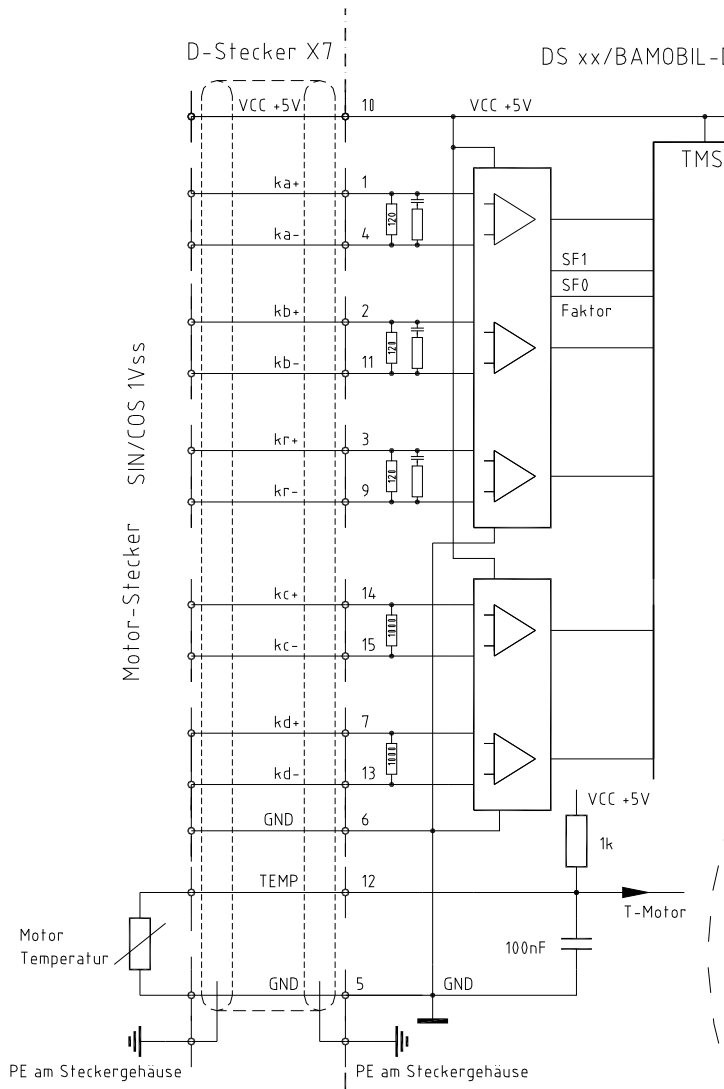 D-Stecker X7
DS xx/BAMOBIL-D
VCC +5V 10 VCC +5V
TMS
ka+ 1
120
ka- 4
SF1
SF0
Faktor
kb+ 2
120
kb- 11
kr+ 3
120
kr- 9
Motor-Stecker SIN/COS 1Vss
kc+ 14
1000
kc- 15
kd+ 7
1000
kd- 13
VCC +5V
GND 6
1k
TEMP 12
T-Motor
Motor
Temperatur
100nF
GND 5 GND
PE am Steckergehäuse
PE am Steckergehäuse